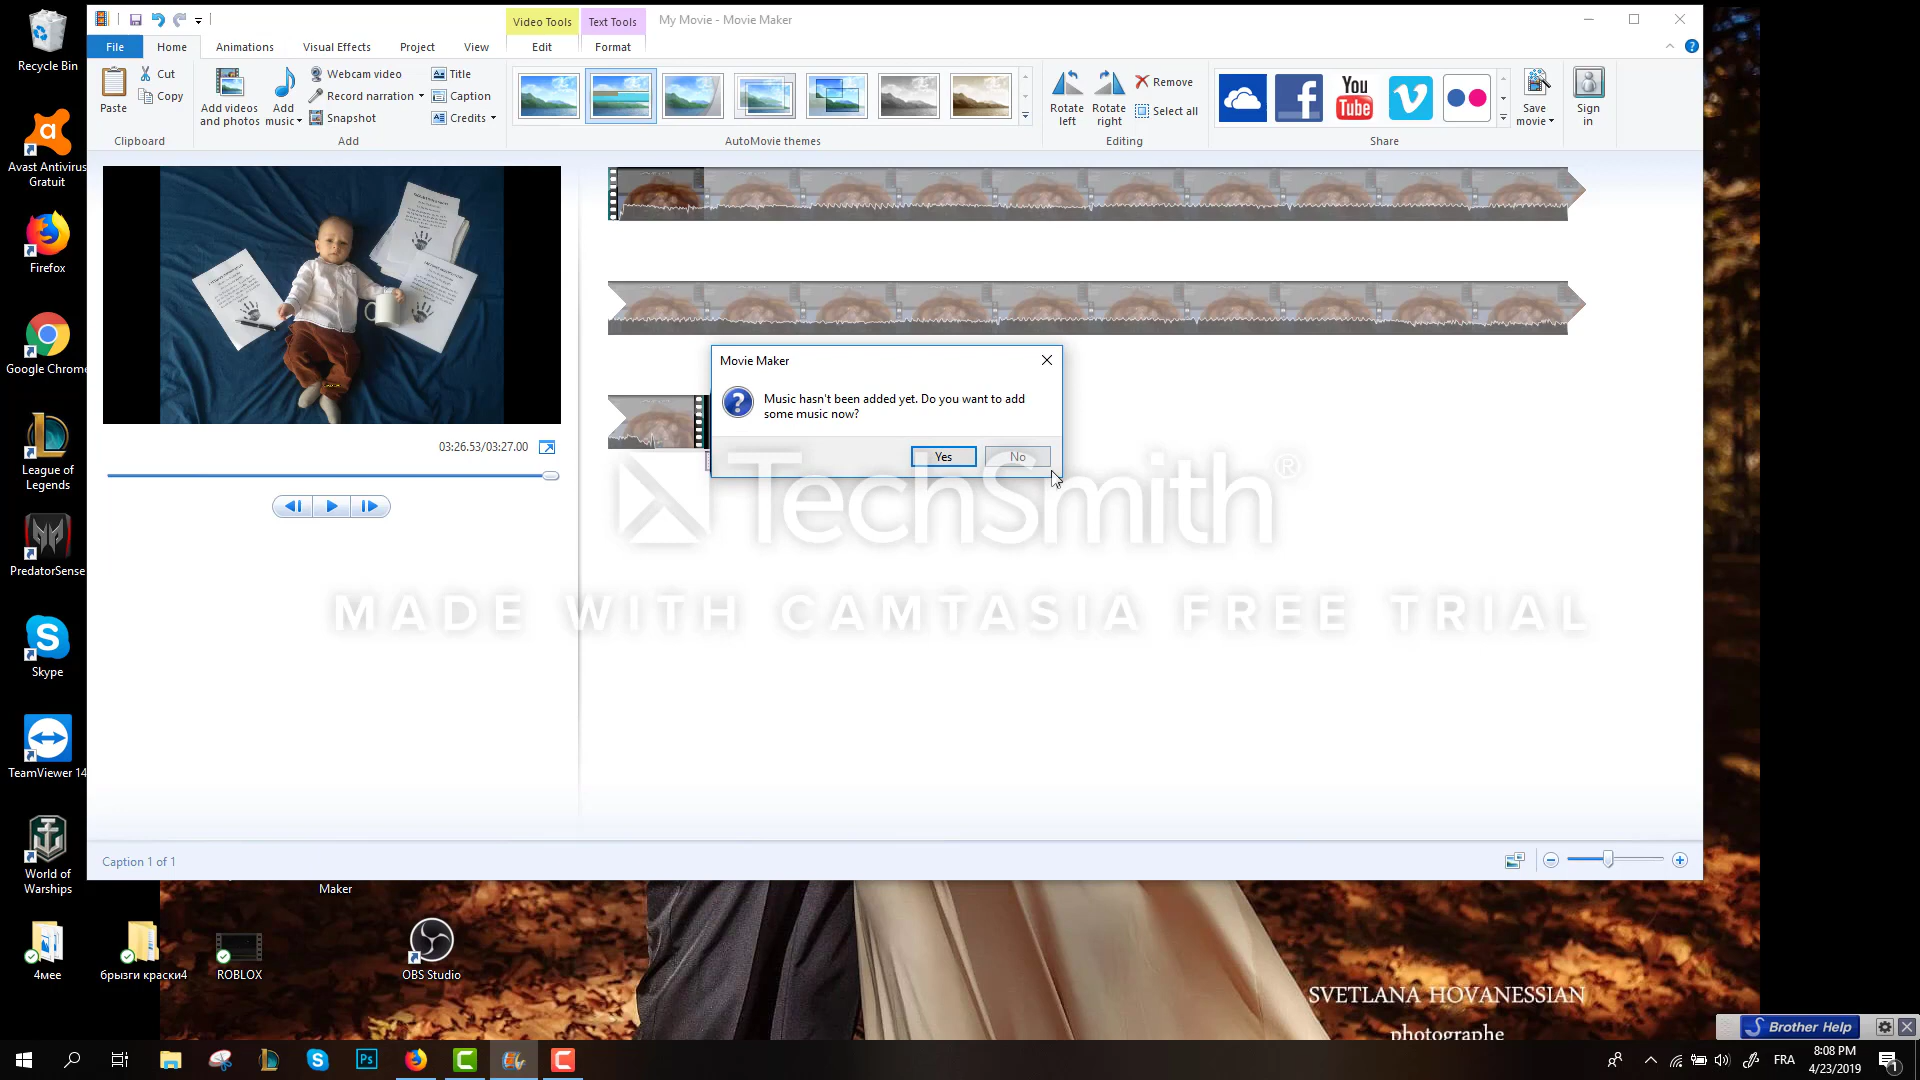 Recycle Bin
Avast Antivirus
Gratuit
Firefox
Google Chrome
League of
Legends
PredatorSense
Skype
TeamViewer 14
World of
Warships
4мее
брызги краски4
ROBLOX
Maker
OBS Studio
Video Tools
Text Tools
My Movie - Movie Maker
File
Home
Animations
Visual Effects
Project
View
Edit
Format
Paste
Cut
Copy
Clipboard
Add videos
and photos
Add
music
Webcam video
Record narration
Snapshot
Title
Caption
Credits
Add
AutoMovie themes
Rotate
left
Rotate
right
Remove
Select all
Editing
You
Tube
Share
Save
movie
Sign
in
03:26.53/03:27.00
Movie Maker
Music hasn't been added yet. Do you want to add
some music now?
Yes
No
TechSmith®
MADE WITH CAMTASIA FREE TRIAL
Caption 1 of 1
SVETLANA HOVANESSIAN
photographe
Brother Help
Ps
FRA
8:08 PM
4/23/2019
1